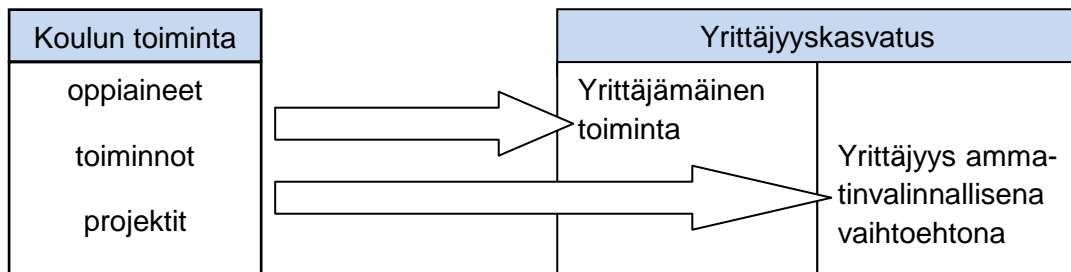 Koulun toiminta
oppiaineet
toiminnot
projektit
Yrittäjyyskasvatus
Yrittäjämäinen
toiminta
Yrittäjyys amma-
tinvalinnallisena
vaihtoehtona